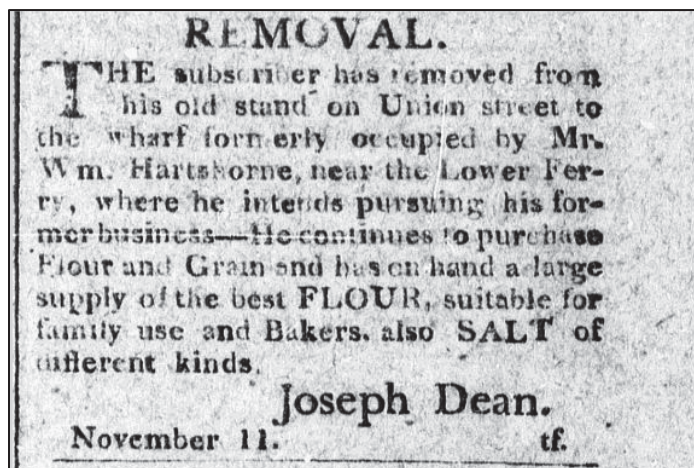 REMOVAL.
THE subscriber has removed from
his old stand on Union street to
the wharf formerly occupied by Mr.
Wm. Hartshorne, near the Lower Fer-
ry, where he intends pursuing his for-
mer business—He continues to purchase
Flour and Grain and has on hand a large
supply of the best FLOUR, suitable for
family use and Bakers. also SALT of
different kinds.
Joseph Dean.
November 11. tf.